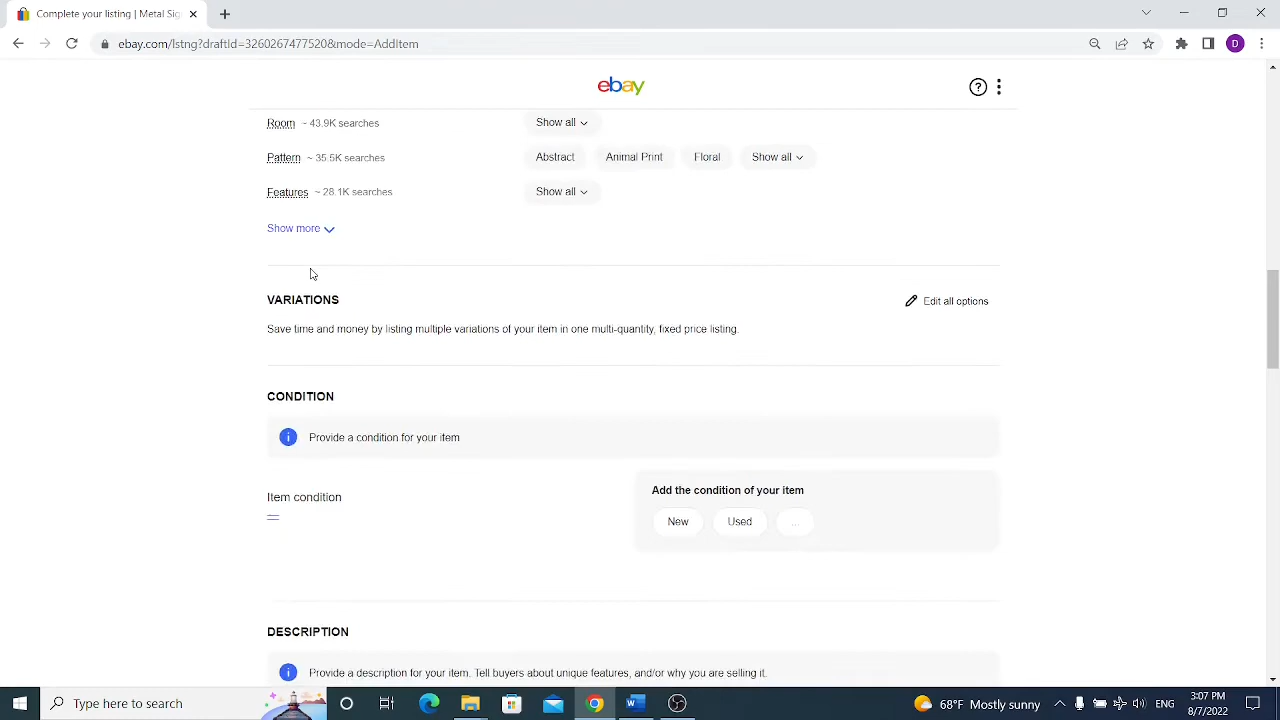 Complete your listing | Metal Sig
ebay.com/lstng?draftId=3260267477520&mode=AddItem
D
ebay
Room ~ 43.9K searches Show all
Pattern ~ 35.5K searches Abstract Animal Print Floral Show all
Features ~ 28.1K searches Show all
Show more
VARIATIONS Edit all options
Save time and money by listing multiple variations of your item in one multi-quantity, fixed price listing.
CONDITION
Provide a condition for your item
Item condition
--
Add the condition of your item
New Used ...
DESCRIPTION
Provide a description for your item. Tell buyers about unique features, and/or why you are selling it.
Type here to search
68°F Mostly sunny
ENG
3:07 PM
8/7/2022